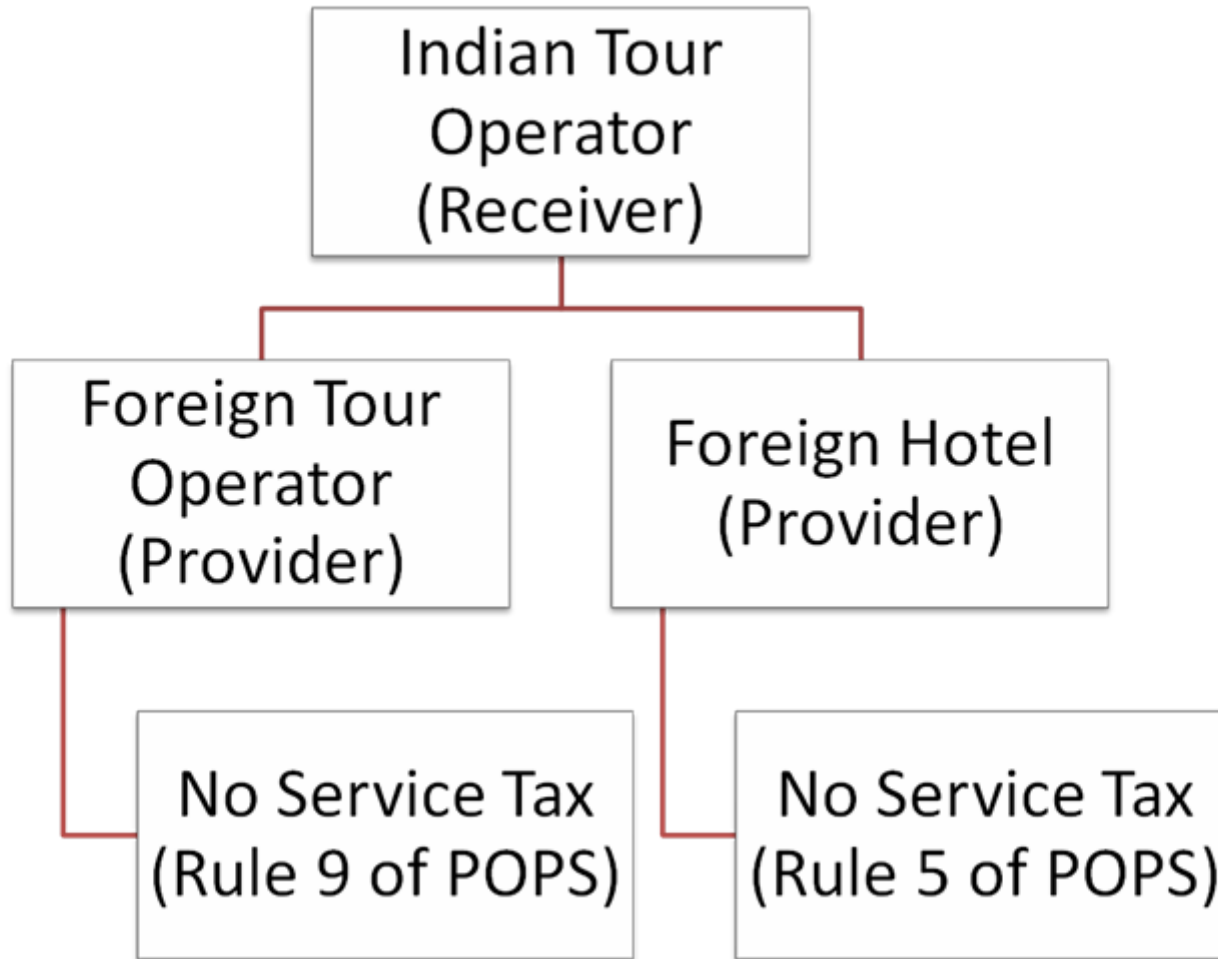 Indian Tour
Operator
(Receiver)
Foreign Tour
Operator
(Provider)
Foreign Hotel
(Provider)
No Service Tax
(Rule 9 of POPS)
No Service Tax
(Rule 5 of POPS)